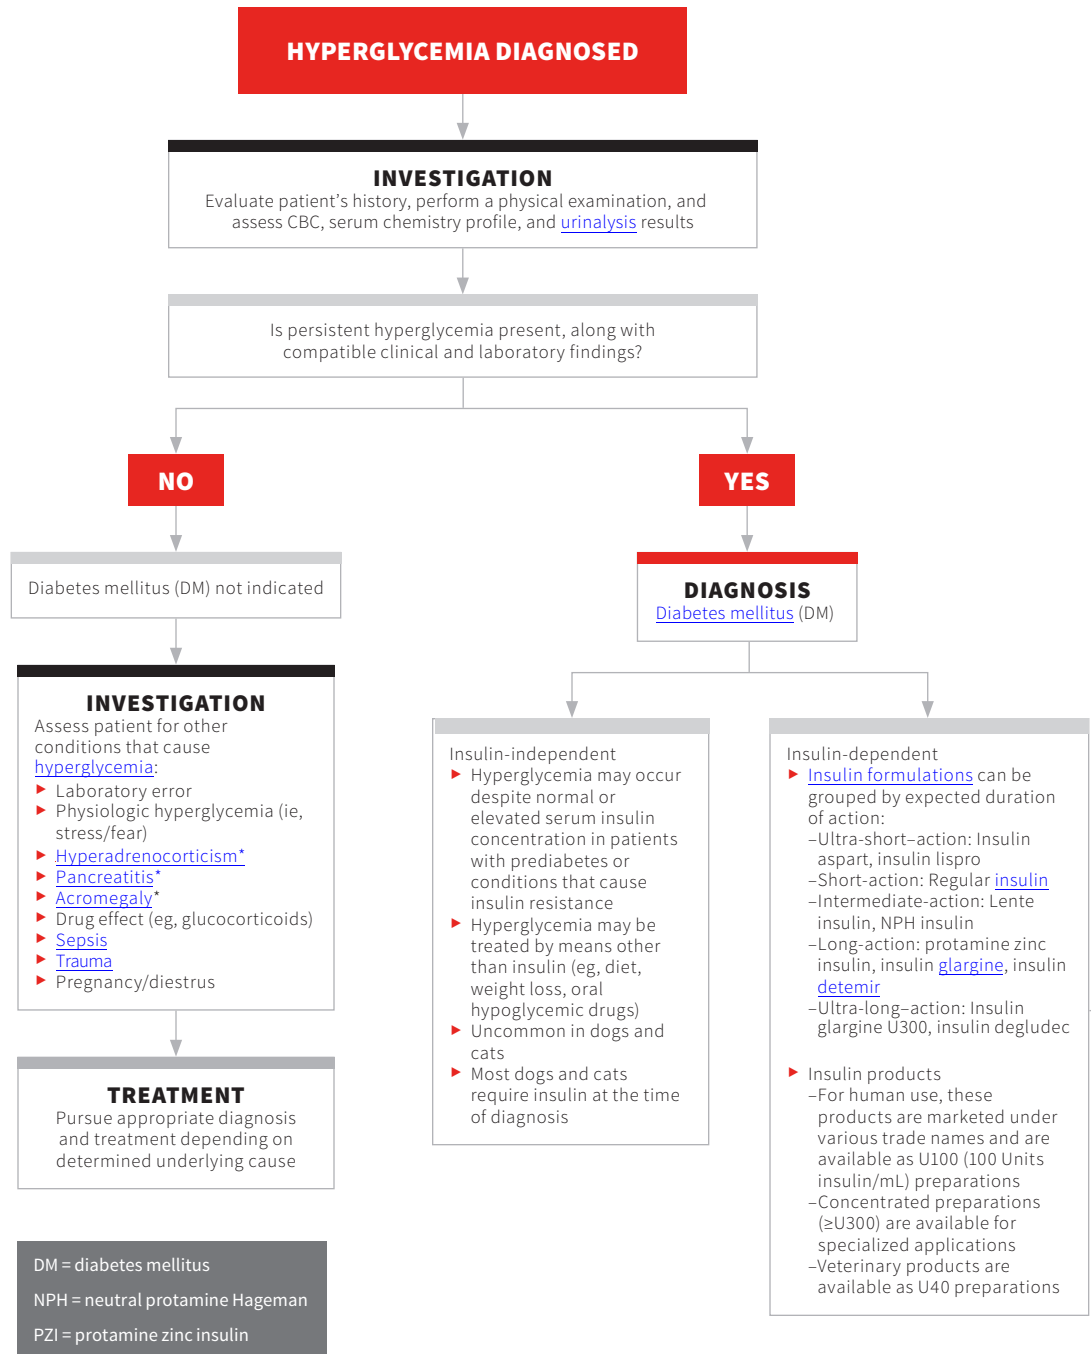 HYPERGLYCEMIA DIAGNOSED
INVESTIGATION
Evaluate patient’s history, perform a physical examination, and
assess CBC, serum chemistry profile, and urinalysis results
Is persistent hyperglycemia present, along with
compatible clinical and laboratory findings?
NO
YES
Diabetes mellitus (DM) not indicated
DIAGNOSIS
Diabetes mellitus (DM)
INVESTIGATION
Assess patient for other
conditions that cause
hyperglycemia:
► Laboratory error
► Physiologic hyperglycemia (ie,
stress/fear)
► Hyperadrenocorticism*
► Pancreatitis*
► Acromegaly*
► Drug effect (eg, glucocorticoids)
► Sepsis
► Trauma
► Pregnancy/diestrus
TREATMENT
Pursue appropriate diagnosis
and treatment depending on
determined underlying cause
Insulin-independent
► Hyperglycemia may occur
despite normal or
elevated serum insulin
concentration in patients
with prediabetes or
conditions that cause
insulin resistance
► Hyperglycemia may be
treated by means other
than insulin (eg, diet,
weight loss, oral
hypoglycemic drugs)
► Uncommon in dogs and
cats
► Most dogs and cats
require insulin at the time
of diagnosis
Insulin-dependent
► Insulin formulations can be
grouped by expected duration
of action:
–Ultra-short–action: Insulin
aspart, insulin lispro
–Short-action: Regular insulin
–Intermediate-action: Lente
insulin, NPH insulin
–Long-action: protamine zinc
insulin, insulin glargine, insulin
detemir
–Ultra-long–action: Insulin
glargine U300, insulin degludec
► Insulin products
–For human use, these
products are marketed under
various trade names and are
available as U100 (100 Units
insulin/mL) preparations
–Concentrated preparations
(≥U300) are available for
specialized applications
–Veterinary products are
available as U40 preparations
DM = diabetes mellitus
NPH = neutral protamine Hageman
PZI = protamine zinc insulin